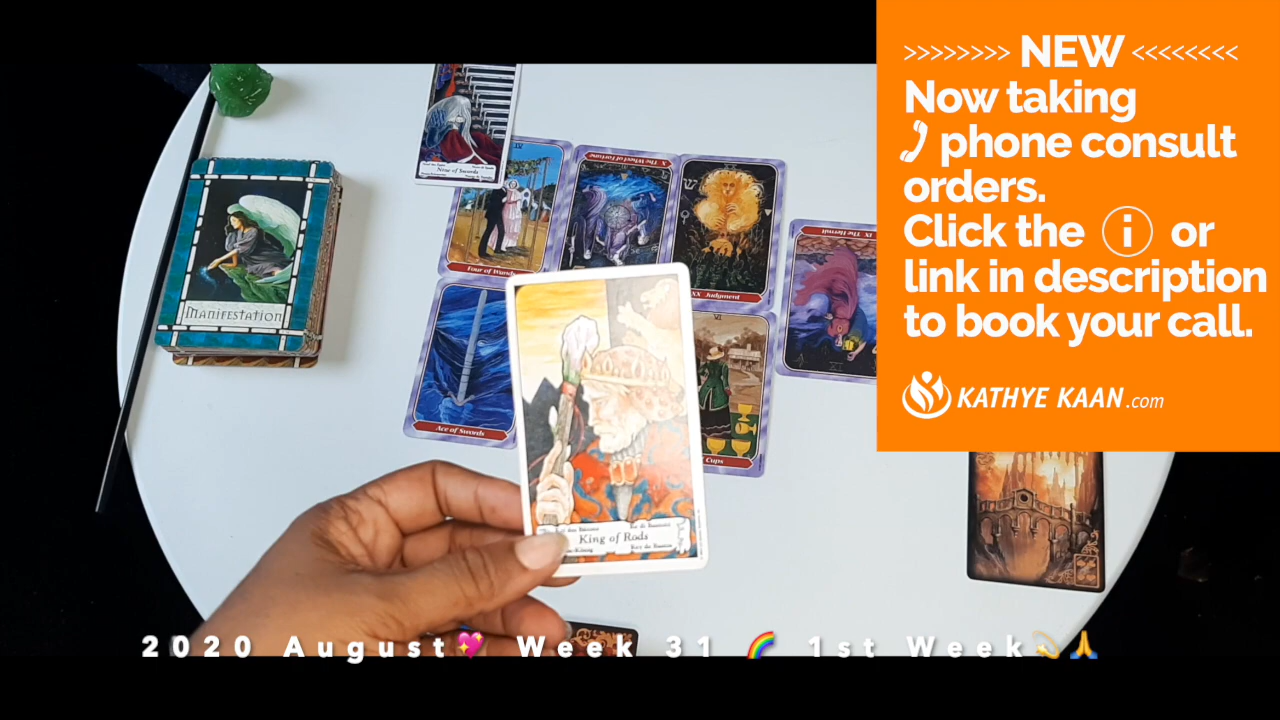 >>>>>>>> NEW <<<<<<<<
Now taking
phone consult
orders.
Click the i or
link in description
to book your call.
KATHYE KAAN.com
Nine of Swords
IV
Four of Wands
X The Wheel of Fortune
XX Judgment
IX The Hermit
Manifestation
Ace of Swords
VI
Cups
King of Rods
2020 August💖 Week 31 🌈 1st Week💫🙏